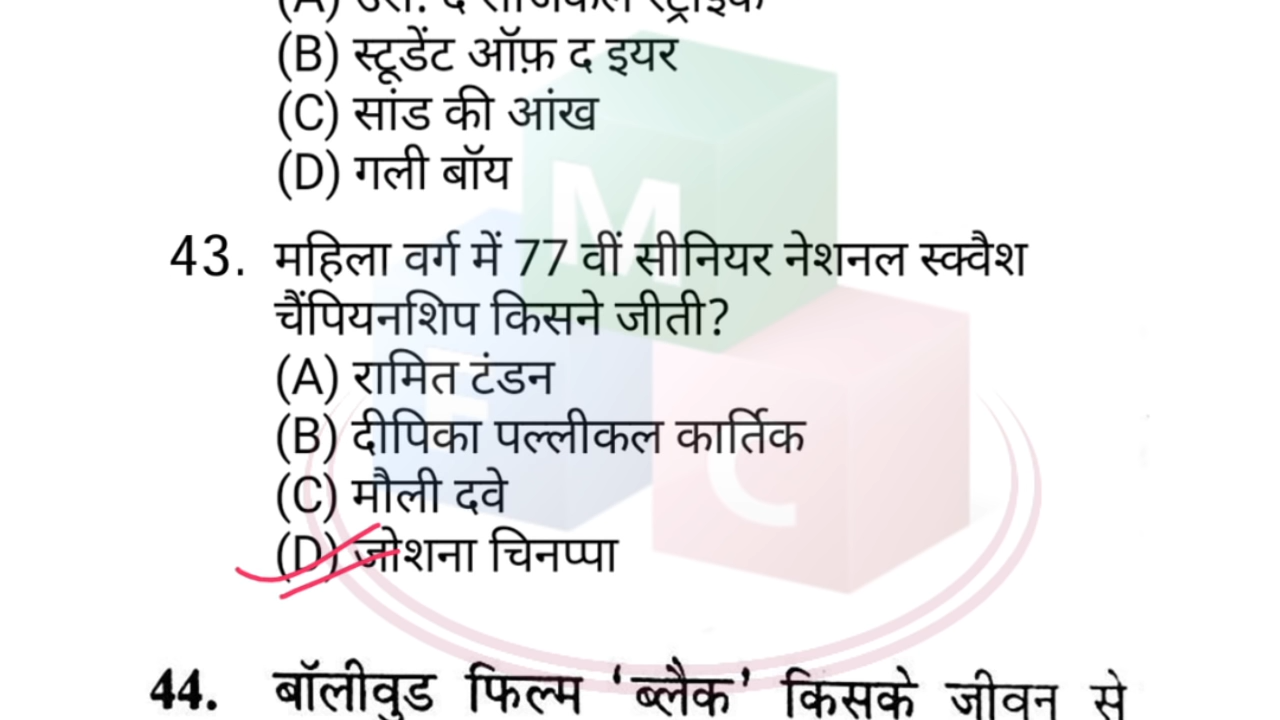 (B) स्टूडेंट ऑफ़ द इयर
(C) सांड की आंख
(D) गली बॉय
43. महिला वर्ग में 77 वीं सीनियर नेशनल स्क्वैश
चैंपियनशिप किसने जीती?
(A) रामित टंडन
(B) दीपिका पल्लीकल कार्तिक
(C) मौली दवे
(D) जोशना चिनप्पा
44. बॉलीवुड फिल्म ‘ब्लैक’ किसके जीवन से
M
E
C